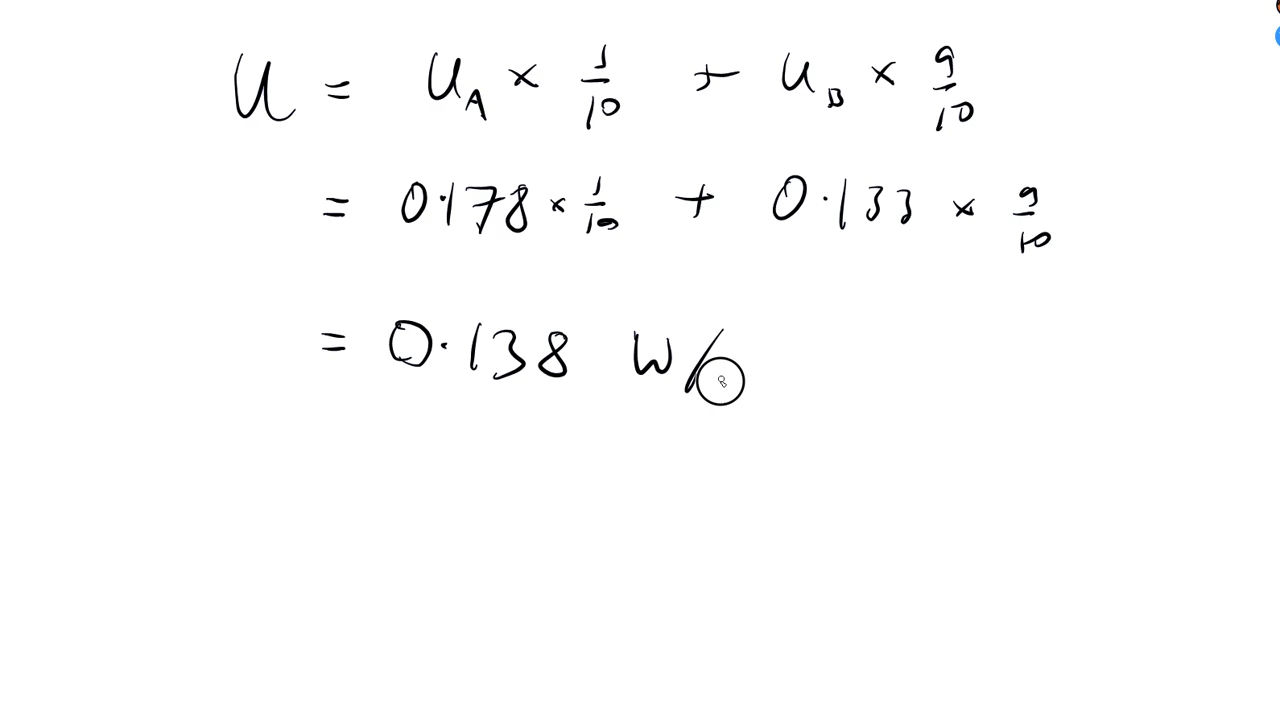 U = U_A × 1/10 + U_B × 9/10
= 0.178 × 1/10 + 0.133 × 9/10
= 0.138 W/